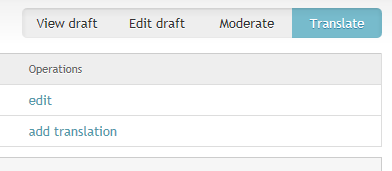 View draft Edit draft Moderate Translate
Operations
edit
add translation